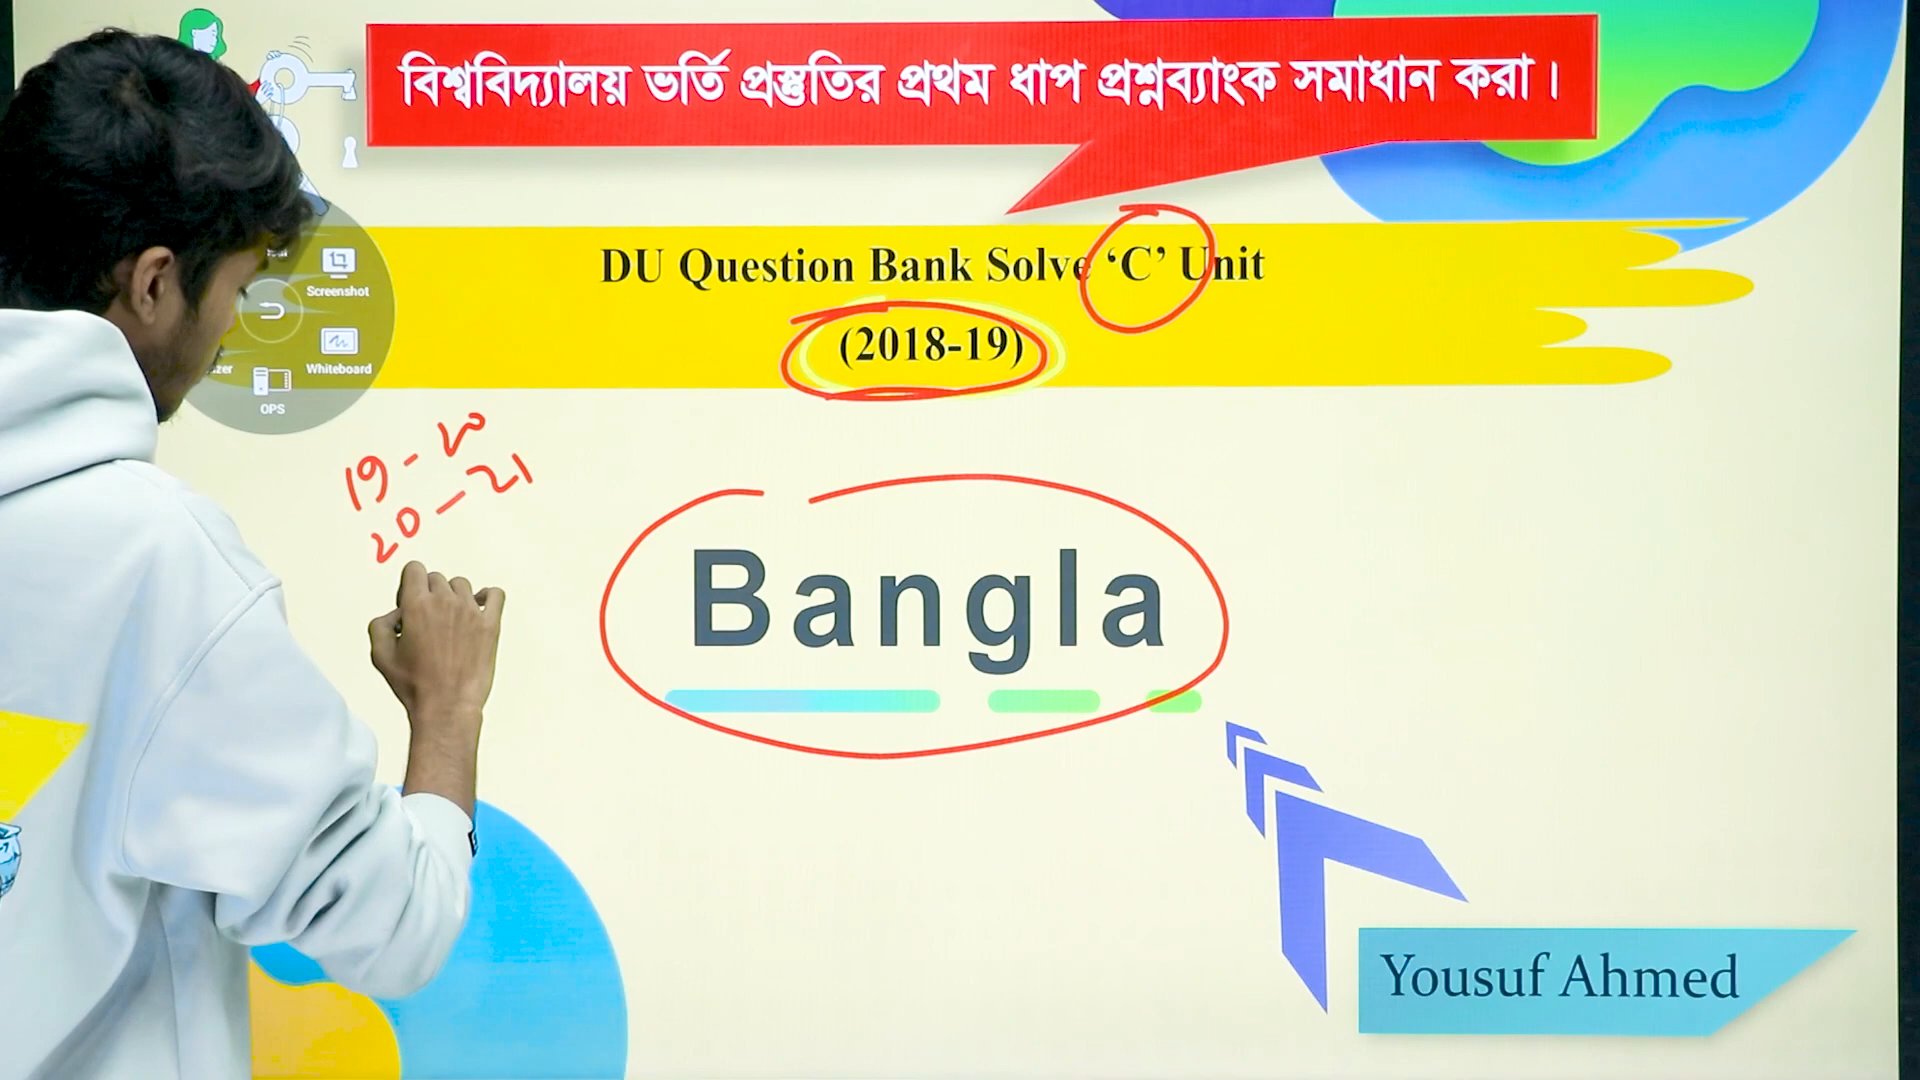 বিশ্ববিদ্যালয় ভর্তি প্রস্তুতির প্রথম ধাপ প্রশ্নব্যাংক সমাধান করা।
DU Question Bank Solve ‘C’ Unit
(2018-19)
Screenshot
Whiteboard
OPS
19 - 20
20 - 21
Bangla
Yousuf Ahmed